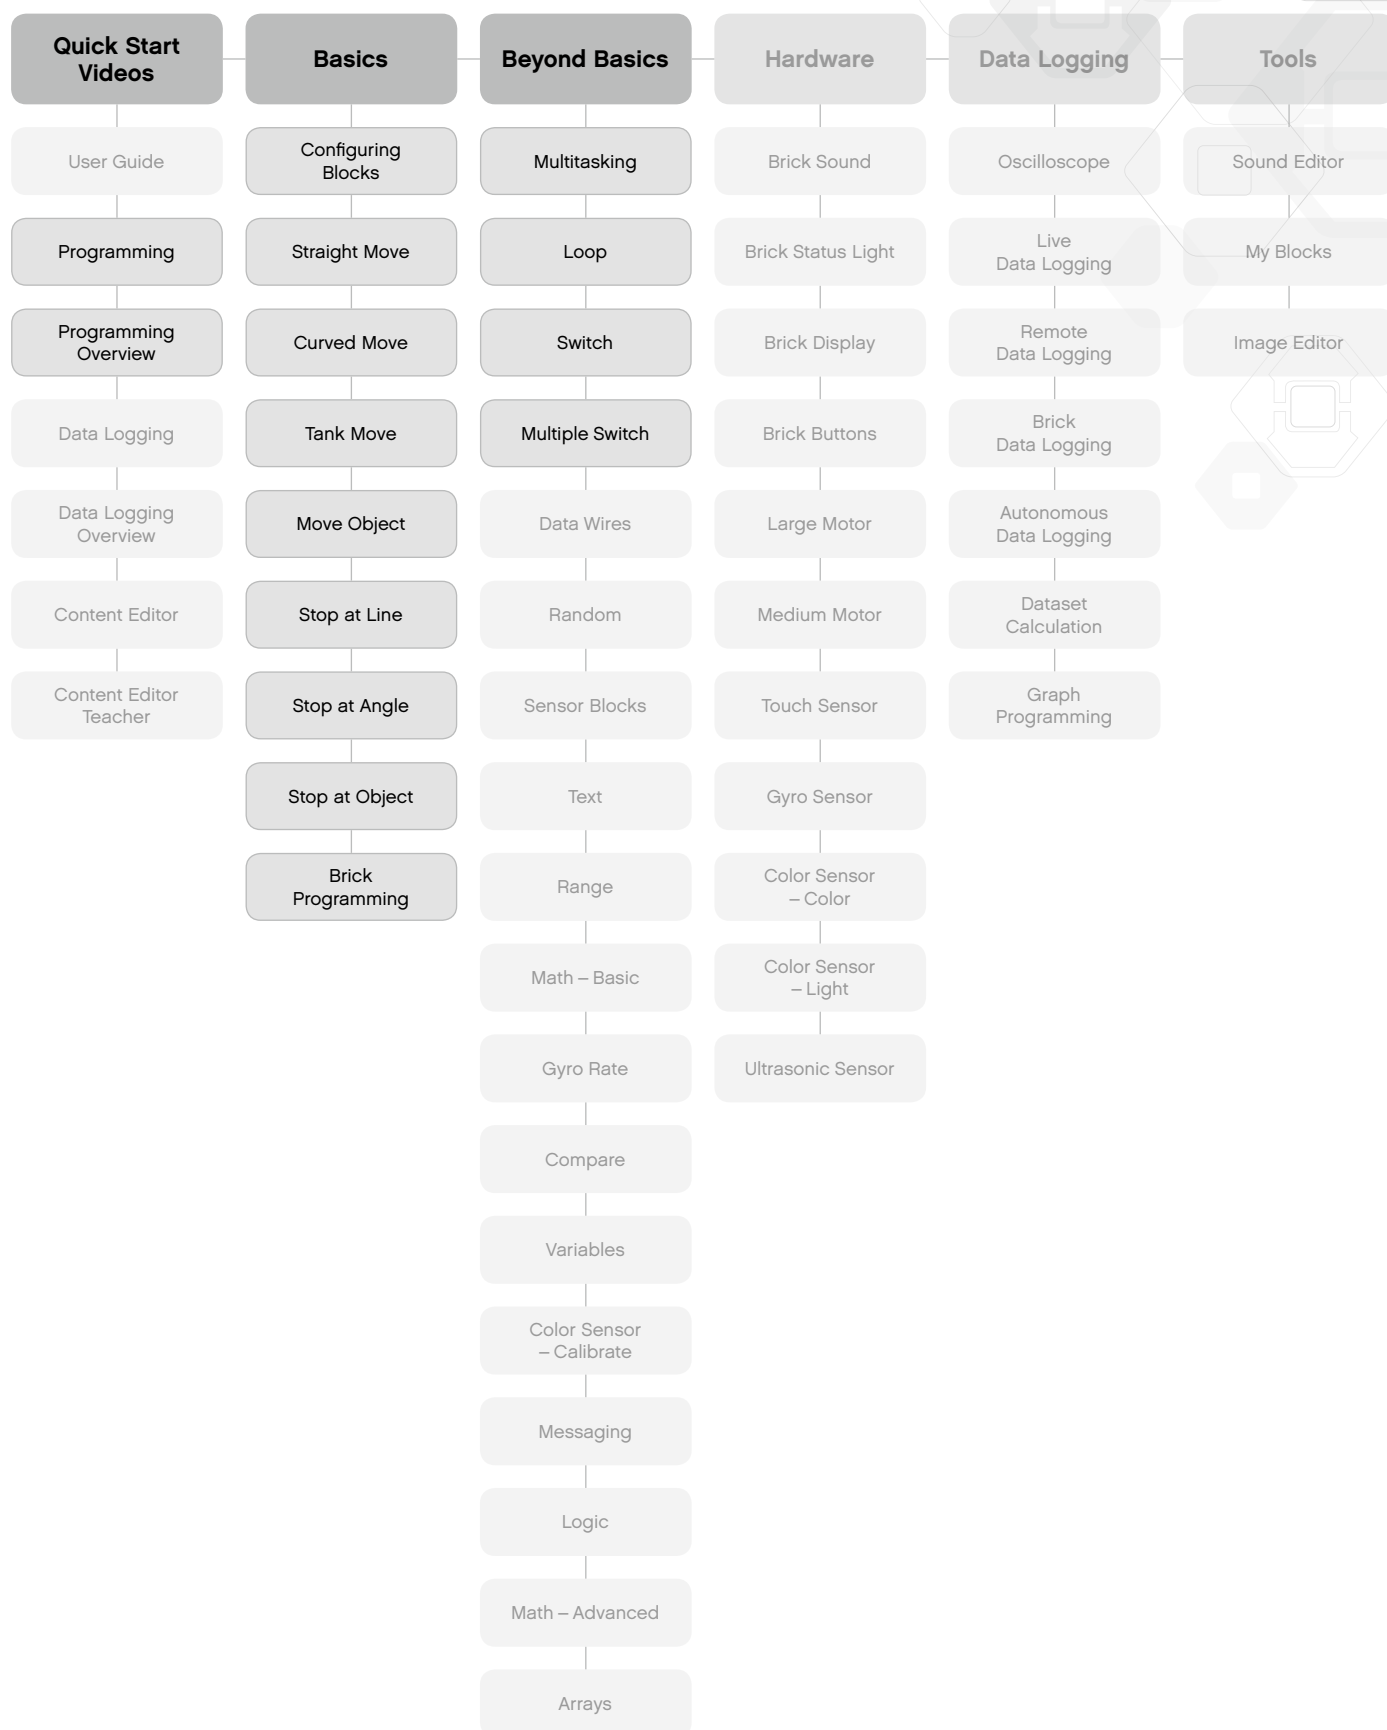 Quick Start
Videos
User Guide
Programming
Programming
Overview
Data Logging
Data Logging
Overview
Content Editor
Content Editor
Teacher
Basics
Configuring
Blocks
Straight Move
Curved Move
Tank Move
Move Object
Stop at Line
Stop at Angle
Stop at Object
Brick
Programming
Beyond Basics
Multitasking
Loop
Switch
Multiple Switch
Data Wires
Random
Sensor Blocks
Text
Range
Math – Basic
Gyro Rate
Compare
Variables
Color Sensor
– Calibrate
Messaging
Logic
Math – Advanced
Arrays
Hardware
Brick Sound
Brick Status Light
Brick Display
Brick Buttons
Large Motor
Medium Motor
Touch Sensor
Gyro Sensor
Color Sensor
– Color
Color Sensor
– Light
Ultrasonic Sensor
Data Logging
Oscilloscope
Live
Data Logging
Remote
Data Logging
Brick
Data Logging
Autonomous
Data Logging
Dataset
Calculation
Graph
Programming
Tools
Sound Editor
My Blocks
Image Editor